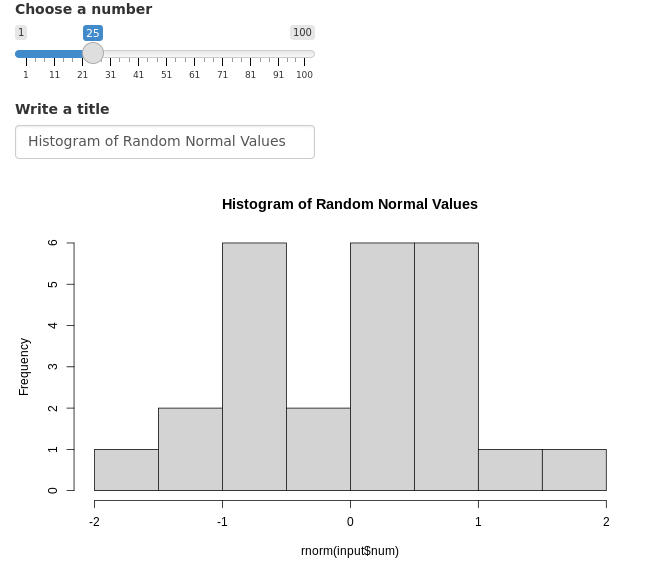 Choose a number
1 25 100
1 11 21 31 41 51 61 71 81 91 100
Write a title
Histogram of Random Normal Values
Histogram of Random Normal Values
6
5
4
3
2
1
0
Frequency
-2 -1 0 1 2
rnorm(input$num)